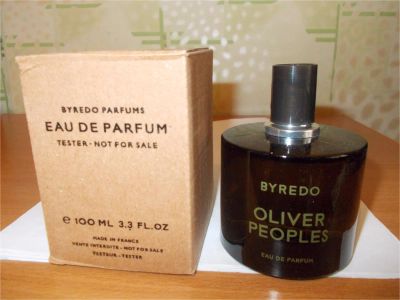 BYREDO PARFUMS
EAU DE PARFUM
TESTER - NOT FOR SALE
e 100 ML 3.3 FL.OZ
MADE IN FRANCE
VENTE INTERDITE - NOT FOR SALE
TESTEUR - TESTER
BYREDO
OLIVER
PEOPLES
EAU DE PARFUM